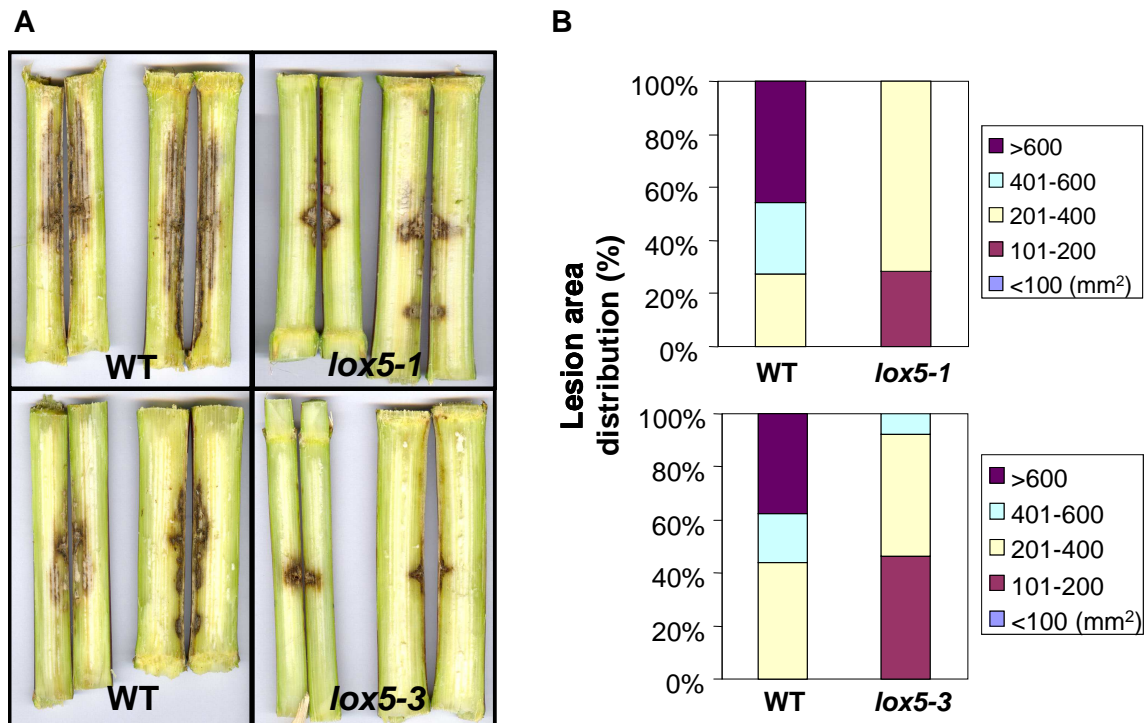 A
WT
lox5-1
WT
lox5-3
B
Lesion area
distribution (%)
100%
80%
60%
40%
20%
0%
WT
lox5-1
>600
401-600
201-400
101-200
<100 (mm²)
100%
80%
60%
40%
20%
0%
WT
lox5-3
>600
401-600
201-400
101-200
<100 (mm²)